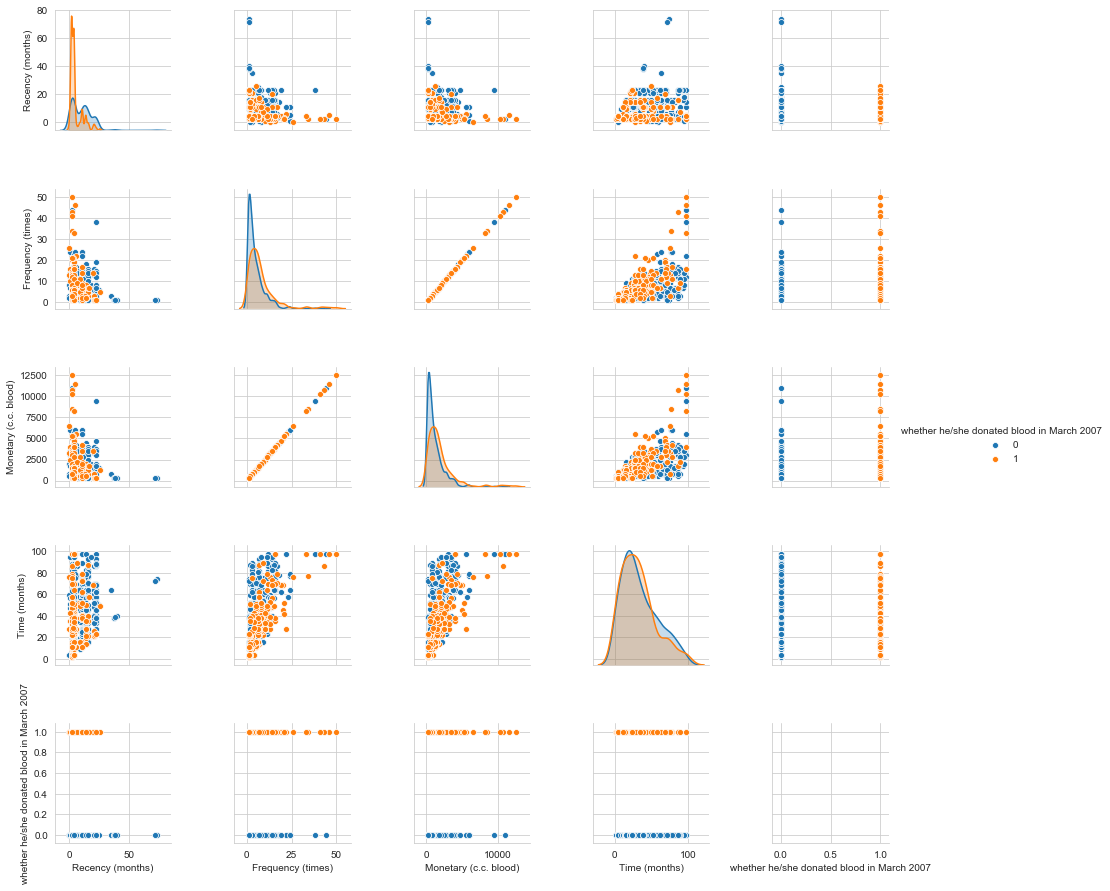 80
60
40
20
0
Recency (months)
50
40
30
20
10
0
Frequency (times)
12500
10000
7500
5000
2500
0
Monetary (c.c. blood)
whether he/she donated blood in March 2007
0
1
100
80
60
40
20
0
Time (months)
1.0
0.8
0.6
0.4
0.2
0.0
whether he/she donated blood in March 2007
0 50
Recency (months)
0 25 50
Frequency (times)
0 10000
Monetary (c.c. blood)
0 100
Time (months)
0.0 0.5 1.0
whether he/she donated blood in March 2007